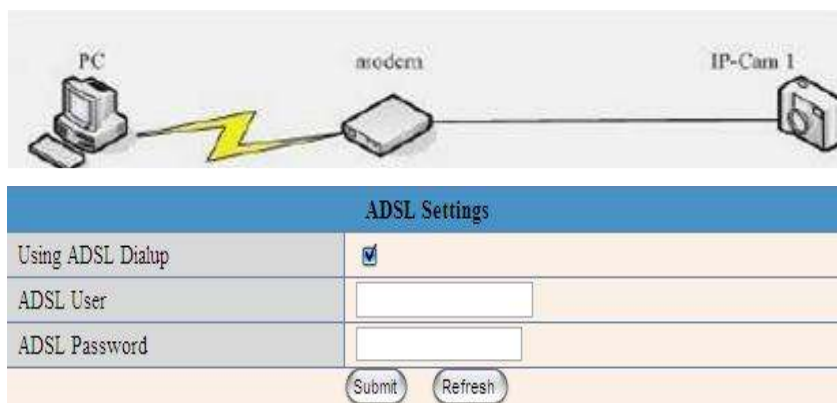 PC modem IP-Cam 1
ADSL Settings
Using ADSL Dialup
ADSL User
ADSL Password
Submit Refresh